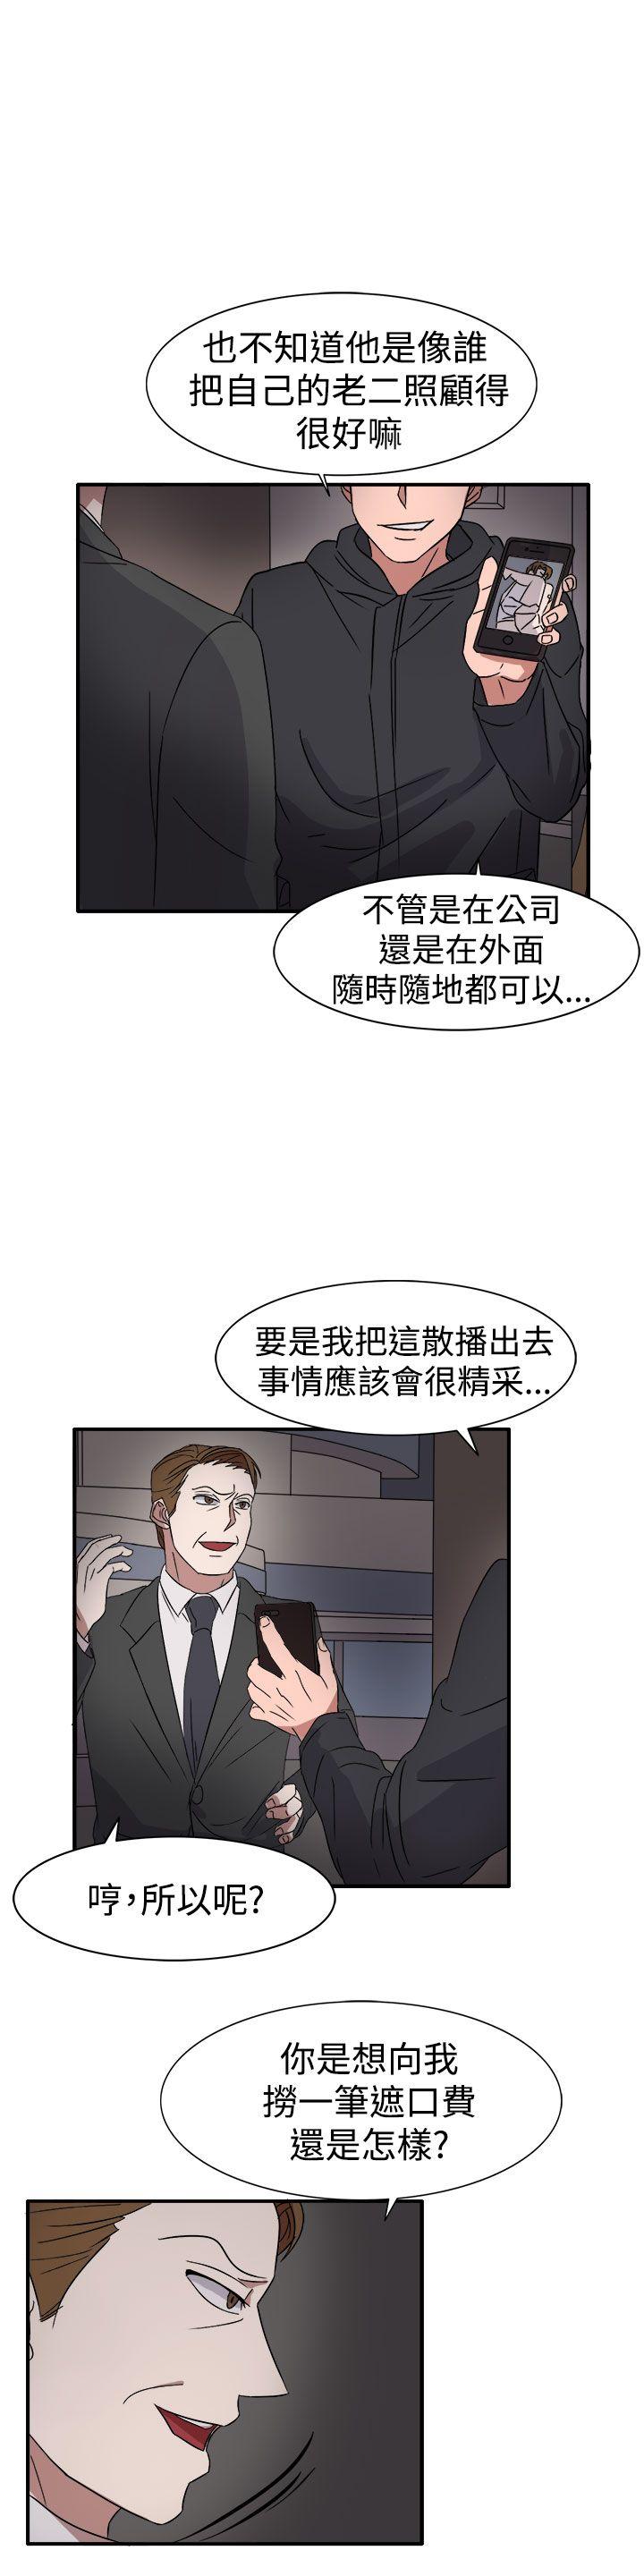 也不知道他是像誰
把自己的老二照顧得
很好嘛
不管是在公司
還是在外面
隨時隨地都可以...
要是我把這散播出去
事情應該會很精采...
哼，所以呢?
你是想向我
撈一筆遮口費
還是怎樣?